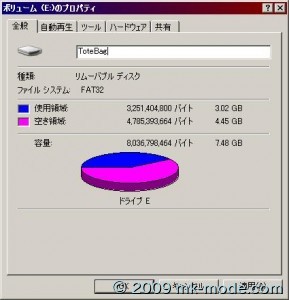 ボリューム (E:)のプロパティ
全般 自動再生 ツール ハードウェア 共有
ToteBag
種類: リムーバブル ディスク
ファイル システム: FAT32
使用領域: 3,251,404,800 バイト 3.02 GB
空き領域: 4,785,393,664 バイト 4.45 GB
容量: 8,036,798,464 バイト 7.48 GB
ドライブ E
OK キャンセル 適用(A)
© 2009 mk-mode.com